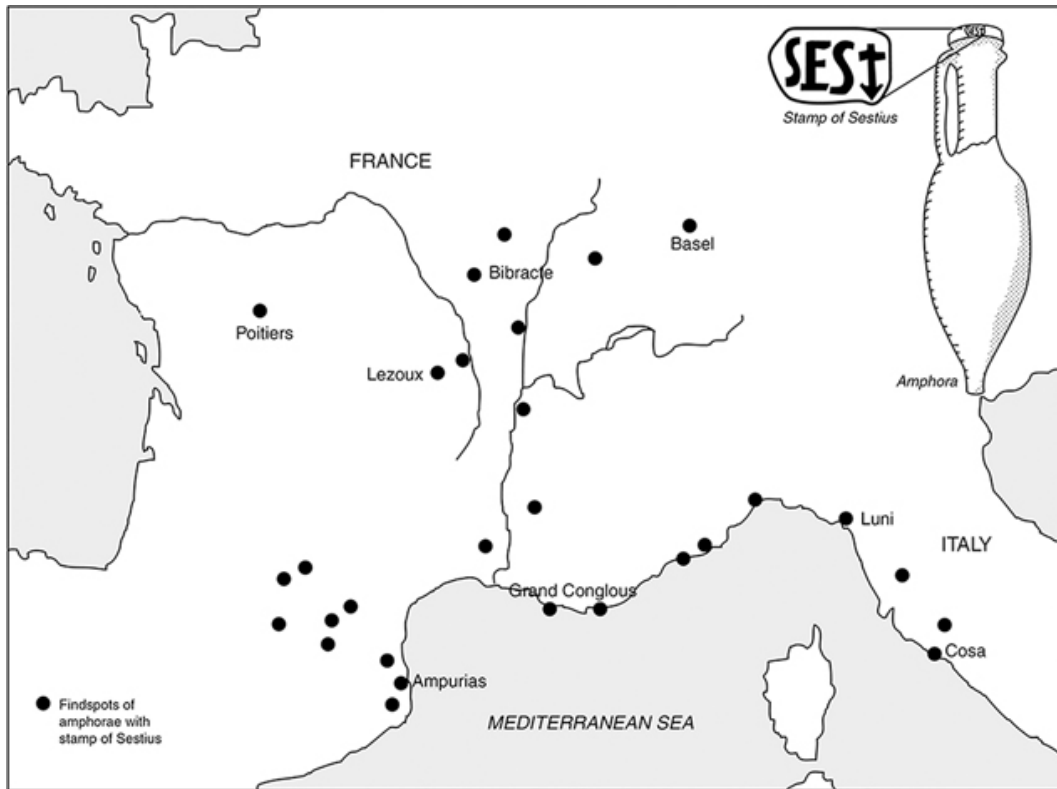 SES†
Stamp of Sestius
FRANCE
Basel
Bibracte
Poitiers
Lezoux
Amphora
Luni
ITALY
Grand Conglous
Cosa
Ampurias
Findspots of
amphorae with
stamp of Sestius
MEDITERRANEAN SEA